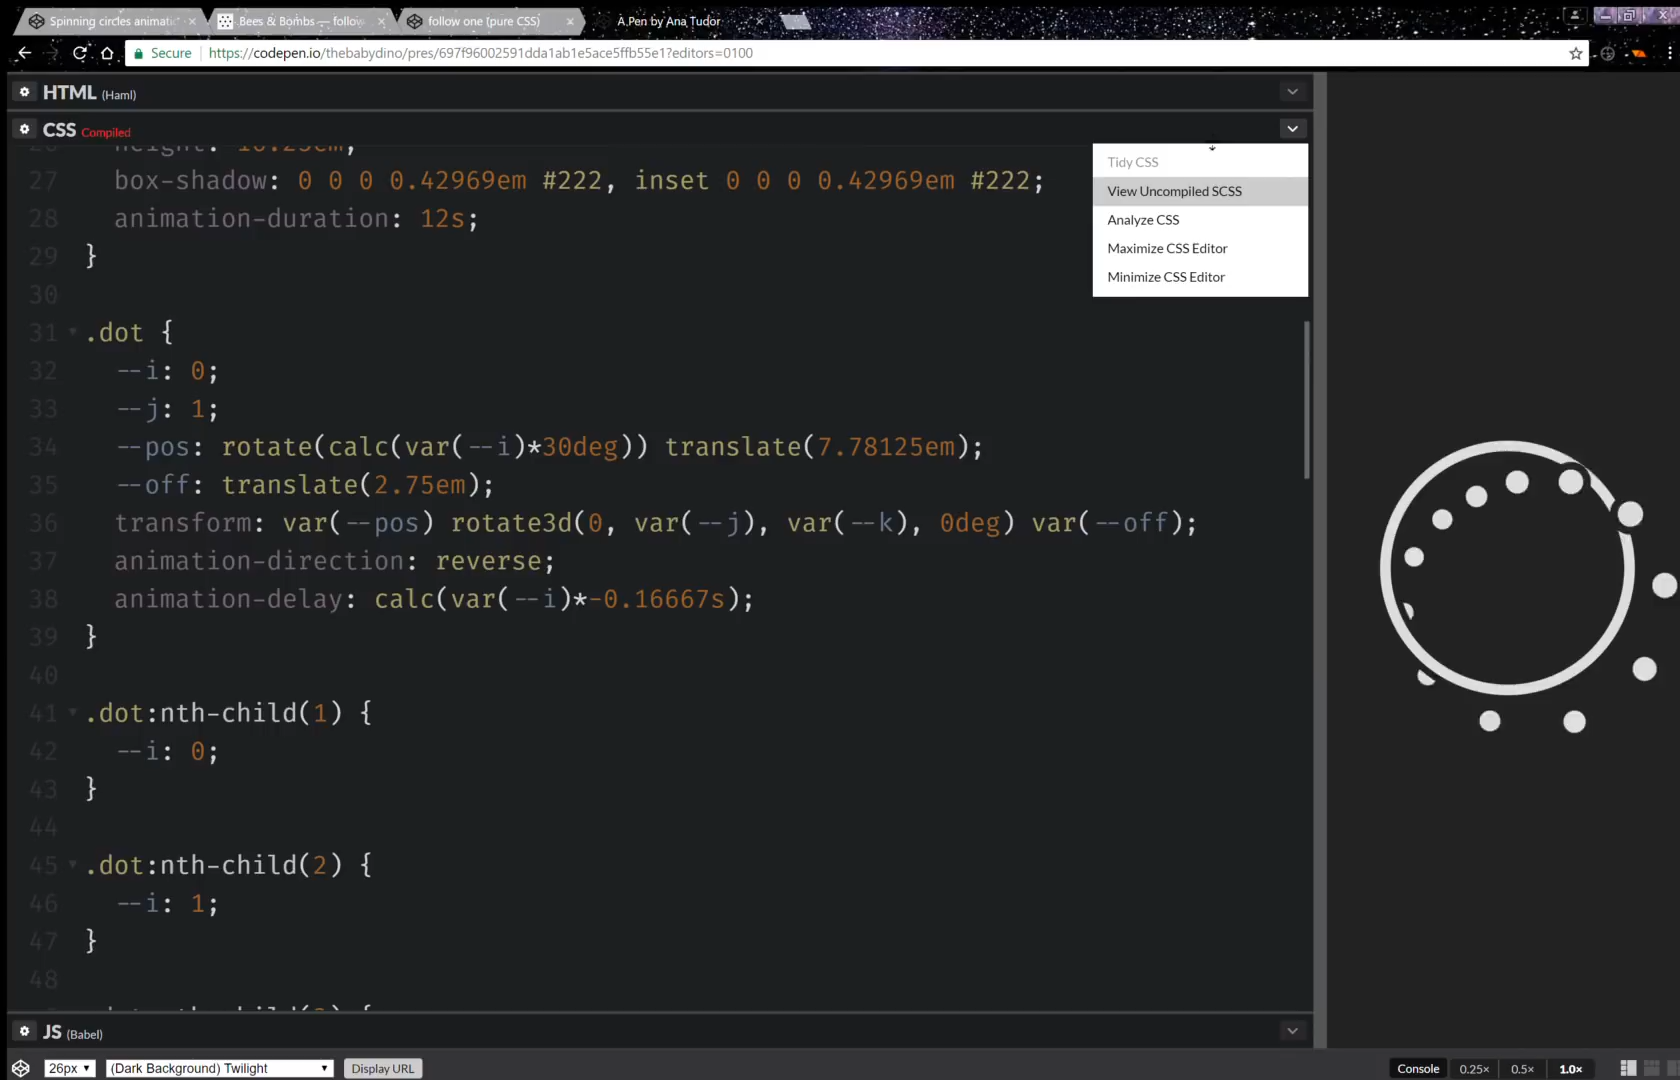 Spinning circles animati
Bees & Bombs — follow
follow one (pure CSS)
A Pen by Ana Tudor
Secure
https://codepen.io/thebabydino/pres/697f96002591dda1ab1e5ace5ffb55e1?editors=0100
HTML (Haml)
CSS Compiled
Tidy CSS
View Uncompiled SCSS
Analyze CSS
Maximize CSS Editor
Minimize CSS Editor
27 box-shadow: 0 0 0 0.42969em #222, inset 0 0 0 0.42969em #222;
28 animation-duration: 12s;
29 }
30
31 .dot {
32 --i: 0;
33 --j: 1;
34 --pos: rotate(calc(var(--i)*30deg)) translate(7.78125em);
35 --off: translate(2.75em);
36 transform: var(--pos) rotate3d(0, var(--j), var(--k), 0deg) var(--off);
37 animation-direction: reverse;
38 animation-delay: calc(var(--i)*-0.16667s);
39 }
40
41 .dot:nth-child(1) {
42 --i: 0;
43 }
44
45 .dot:nth-child(2) {
46 --i: 1;
47 }
48
JS (Babel)
26px
(Dark Background) Twilight
Display URL
Console
0.25×
0.5×
1.0×